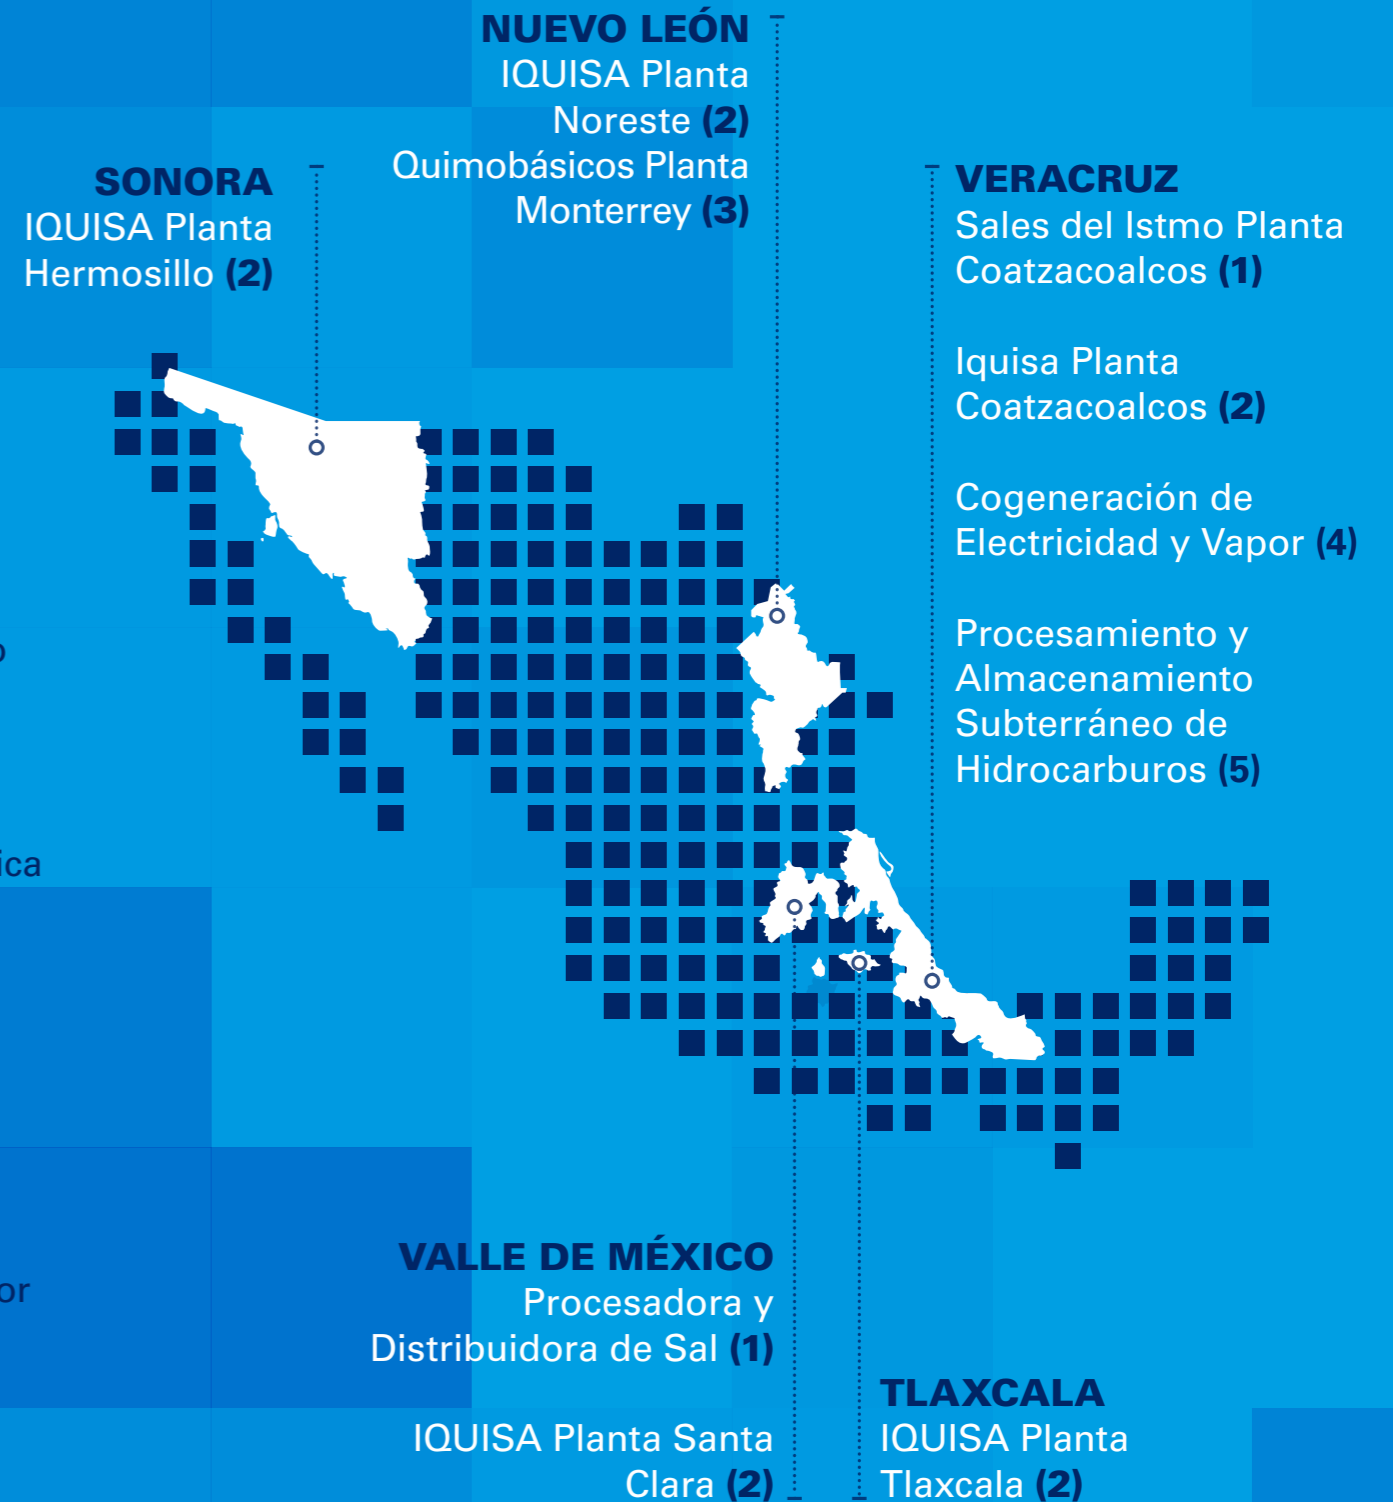 NUEVO LEÓN
IQUISA Planta
Noreste (2)
Quimobásicos Planta
Monterrey (3)
SONORA
IQUISA Planta
Hermosillo (2)
VERACRUZ
Sales del Istmo Planta
Coatzacoalcos (1)
Iquisa Planta
Coatzacoalcos (2)
Cogeneración de
Electricidad y Vapor (4)
Procesamiento y
Almacenamiento
Subterráneo de
Hidrocarburos (5)
ica
or
VALLE DE MÉXICO
Procesadora y
Distribuidora de Sal (1)
IQUISA Planta Santa
Clara (2)
TLAXCALA
IQUISA Planta
Tlaxcala (2)